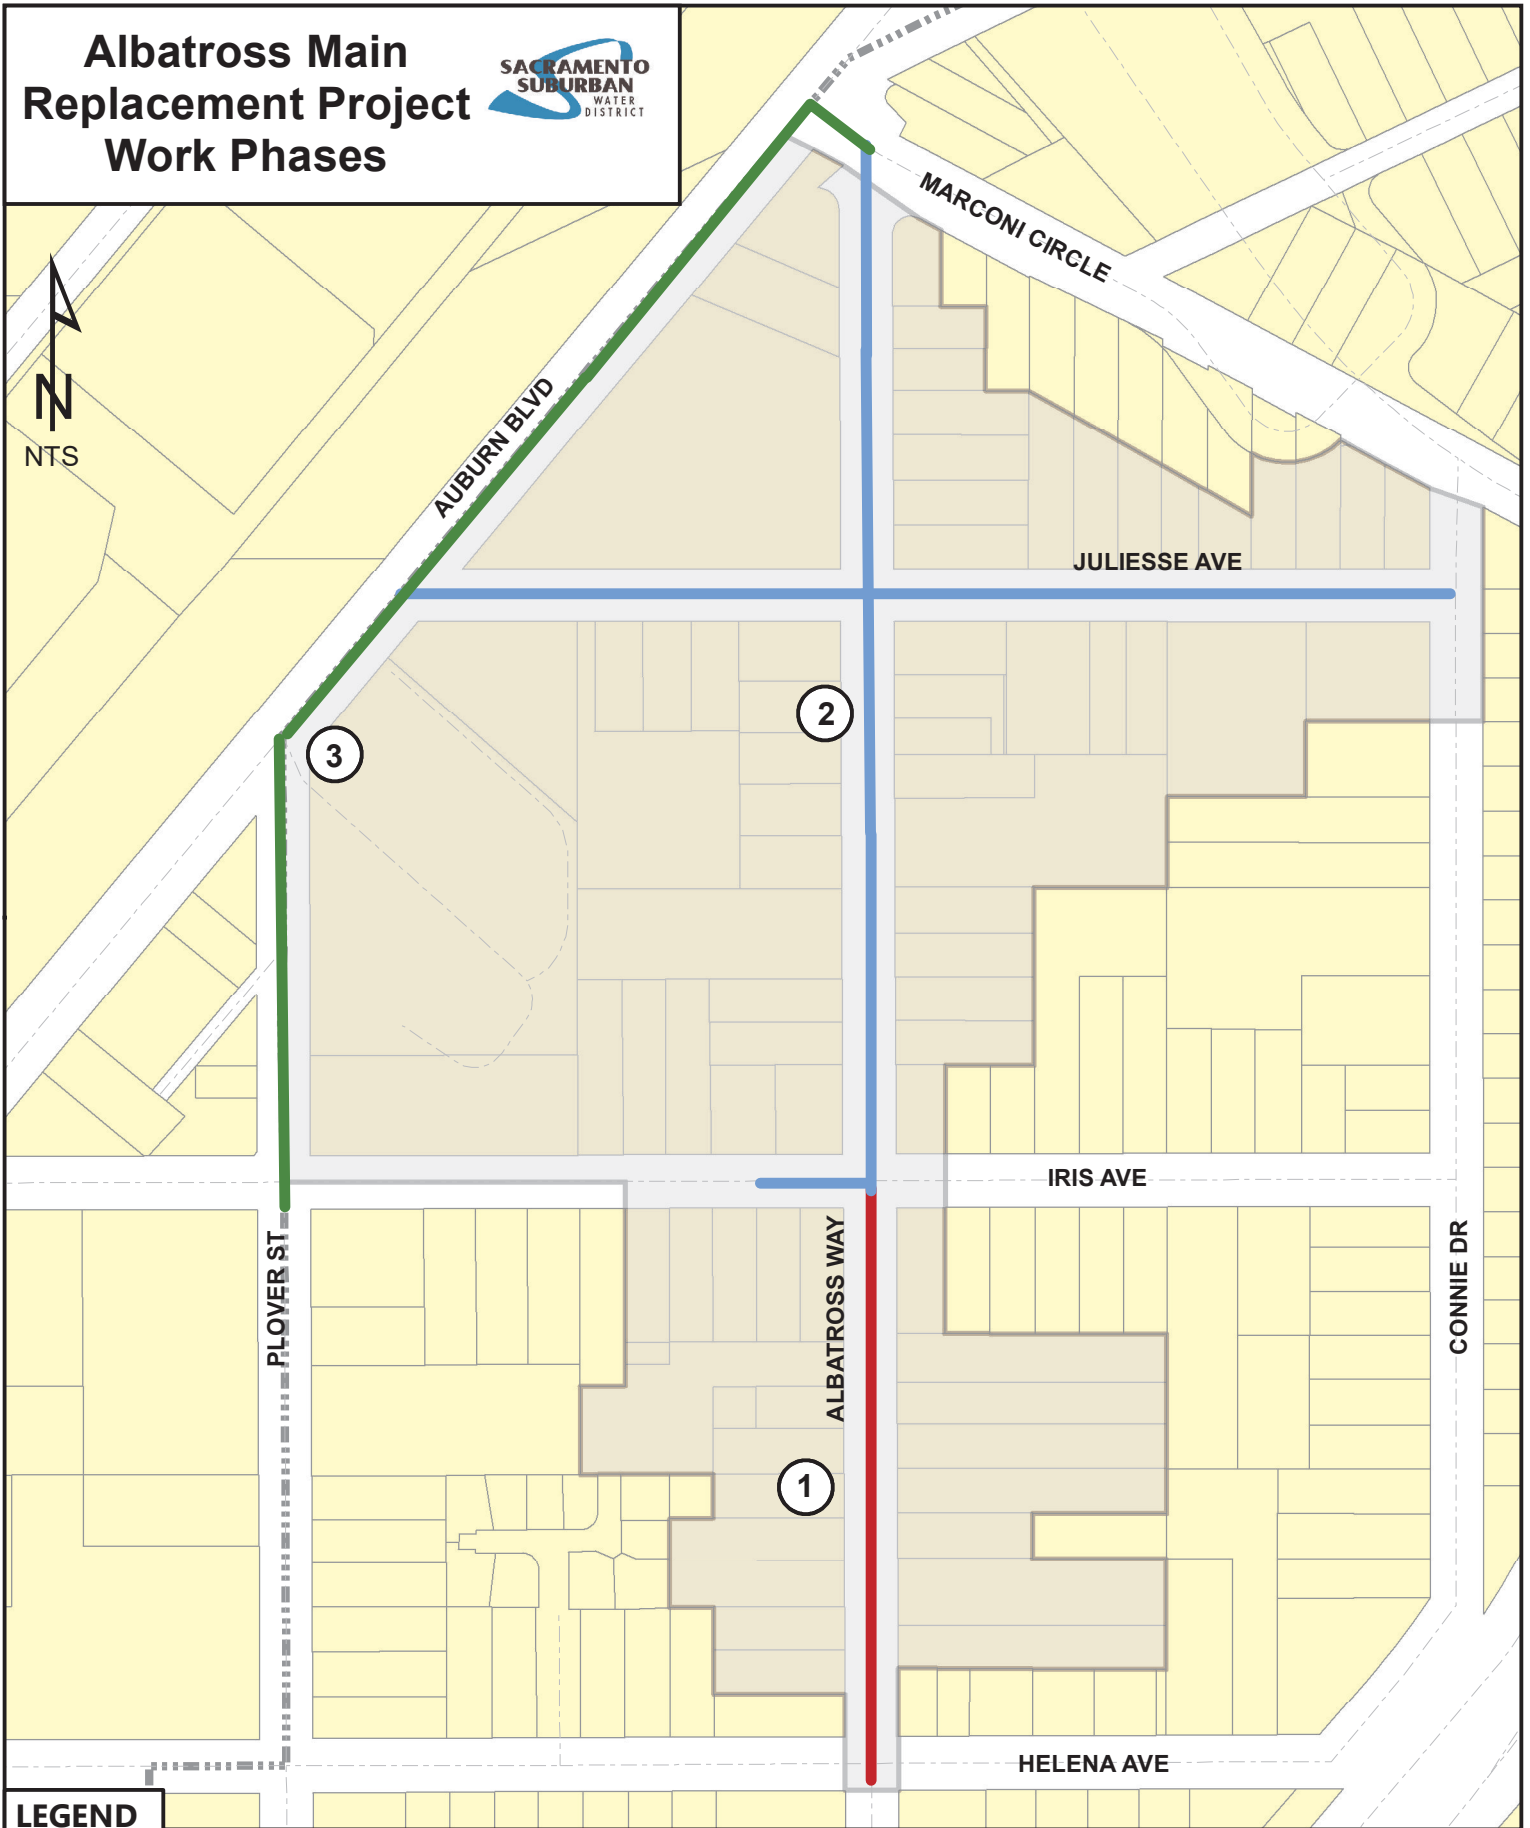 Albatross Main
Replacement Project
Work Phases
SACRAMENTO
SUBURBAN
WATER
DISTRICT
MARCONI CIRCLE
N
NTS
AUBURN BLVD
JULIESSE AVE
2
3
IRIS AVE
PLOVER ST
ALBATROSS WAY
CONNIE DR
1
HELENA AVE
LEGEND